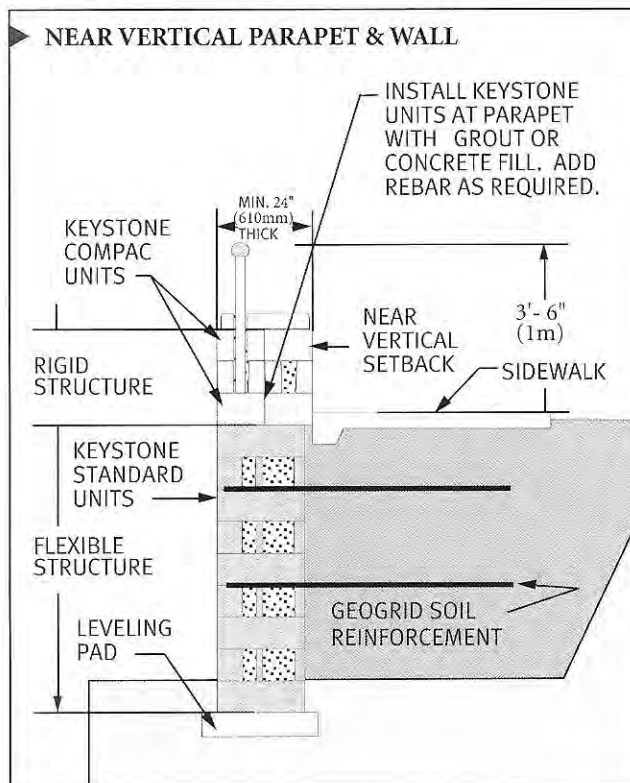 NEAR VERTICAL PARAPET & WALL
INSTALL KEYSTONE
UNITS AT PARAPET
WITH GROUT OR
CONCRETE FILL. ADD
REBAR AS REQUIRED.
MIN. 24"
(610mm)
THICK
KEYSTONE
COMPAC
UNITS
3'- 6"
(1m)
NEAR
VERTICAL
SETBACK
RIGID
STRUCTURE
SIDEWALK
KEYSTONE
STANDARD
UNITS
FLEXIBLE
STRUCTURE
GEOGRID SOIL
REINFORCEMENT
LEVELING
PAD